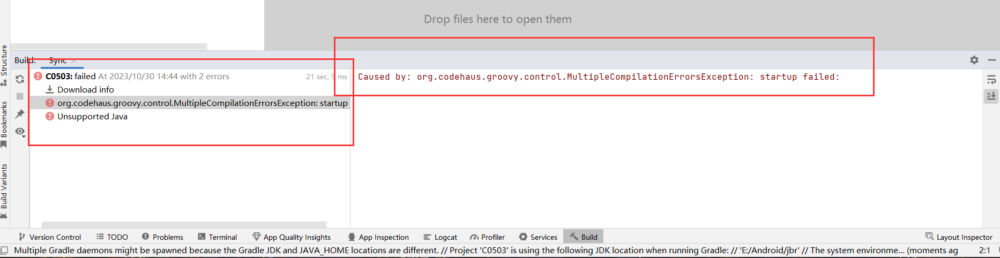 Drop files here to open them
Structure
Bookmarks
Build Variants
Build:
Sync
C0503: failed At 2023/10/30 14:44 with 2 errors
21 sec, 9 ms
Download info
org.codehaus.groovy.control.MultipleCompilationErrorsException: startup
Unsupported Java
Caused by: org.codehaus.groovy.control.MultipleCompilationErrorsException: startup failed:
Version Control
TODO
Problems
Terminal
App Quality Insights
App Inspection
Logcat
Profiler
Services
Build
Layout Inspector
Multiple Gradle daemons might be spawned because the Gradle JDK and JAVA_HOME locations are different. // Project 'C0503' is using the following JDK location when running Gradle: // 'E:/Android/jbr' // The system environme... (moments ag
2:1